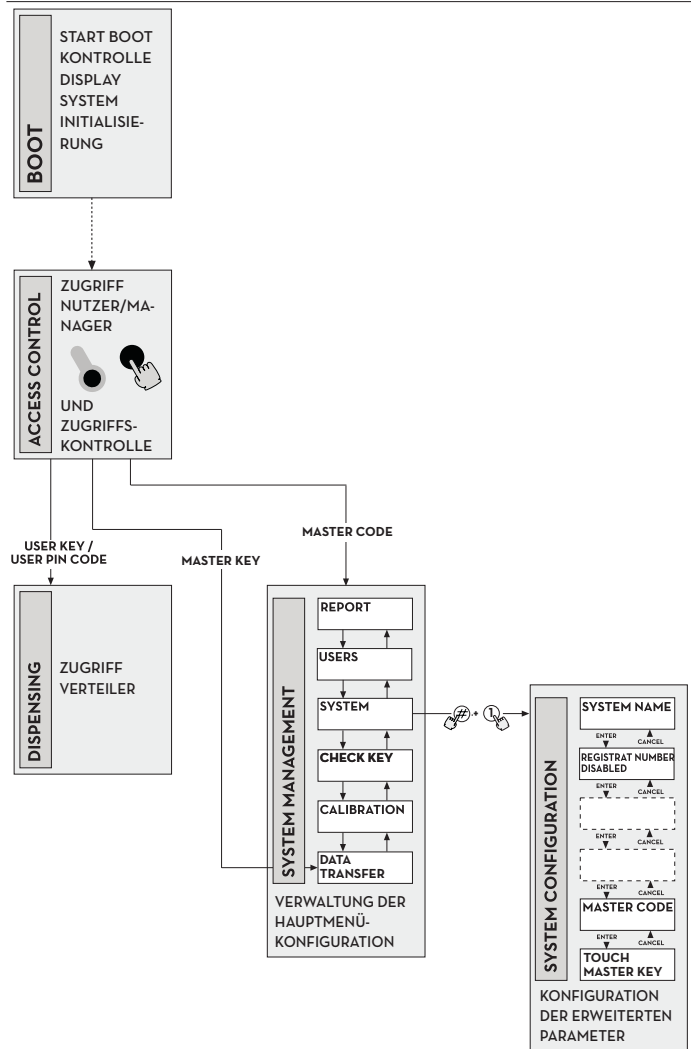 BOOT
START BOOT
KONTROLLE
DISPLAY
SYSTEM
INITIALISIE-
RUNG
ACCESS CONTROL
ZUGRIFF
NUTZER/MA-
NAGER
UND
ZUGRIFFS-
KONTROLLE
USER KEY /
USER PIN CODE
MASTER KEY
MASTER CODE
DISPENSING
ZUGRIFF
VERTEILER
SYSTEM MANAGEMENT
REPORT
USERS
SYSTEM
CHECK KEY
CALIBRATION
DATA
TRANSFER
VERWALTUNG DER
HAUPTMENÜ-
KONFIGURATION
# + 1
SYSTEM CONFIGURATION
SYSTEM NAME
ENTER CANCEL
REGISTRAT NUMBER
DISABLED
ENTER CANCEL
ENTER CANCEL
ENTER CANCEL
MASTER CODE
ENTER CANCEL
TOUCH
MASTER KEY
KONFIGURATION
DER ERWEITERTEN
PARAMETER